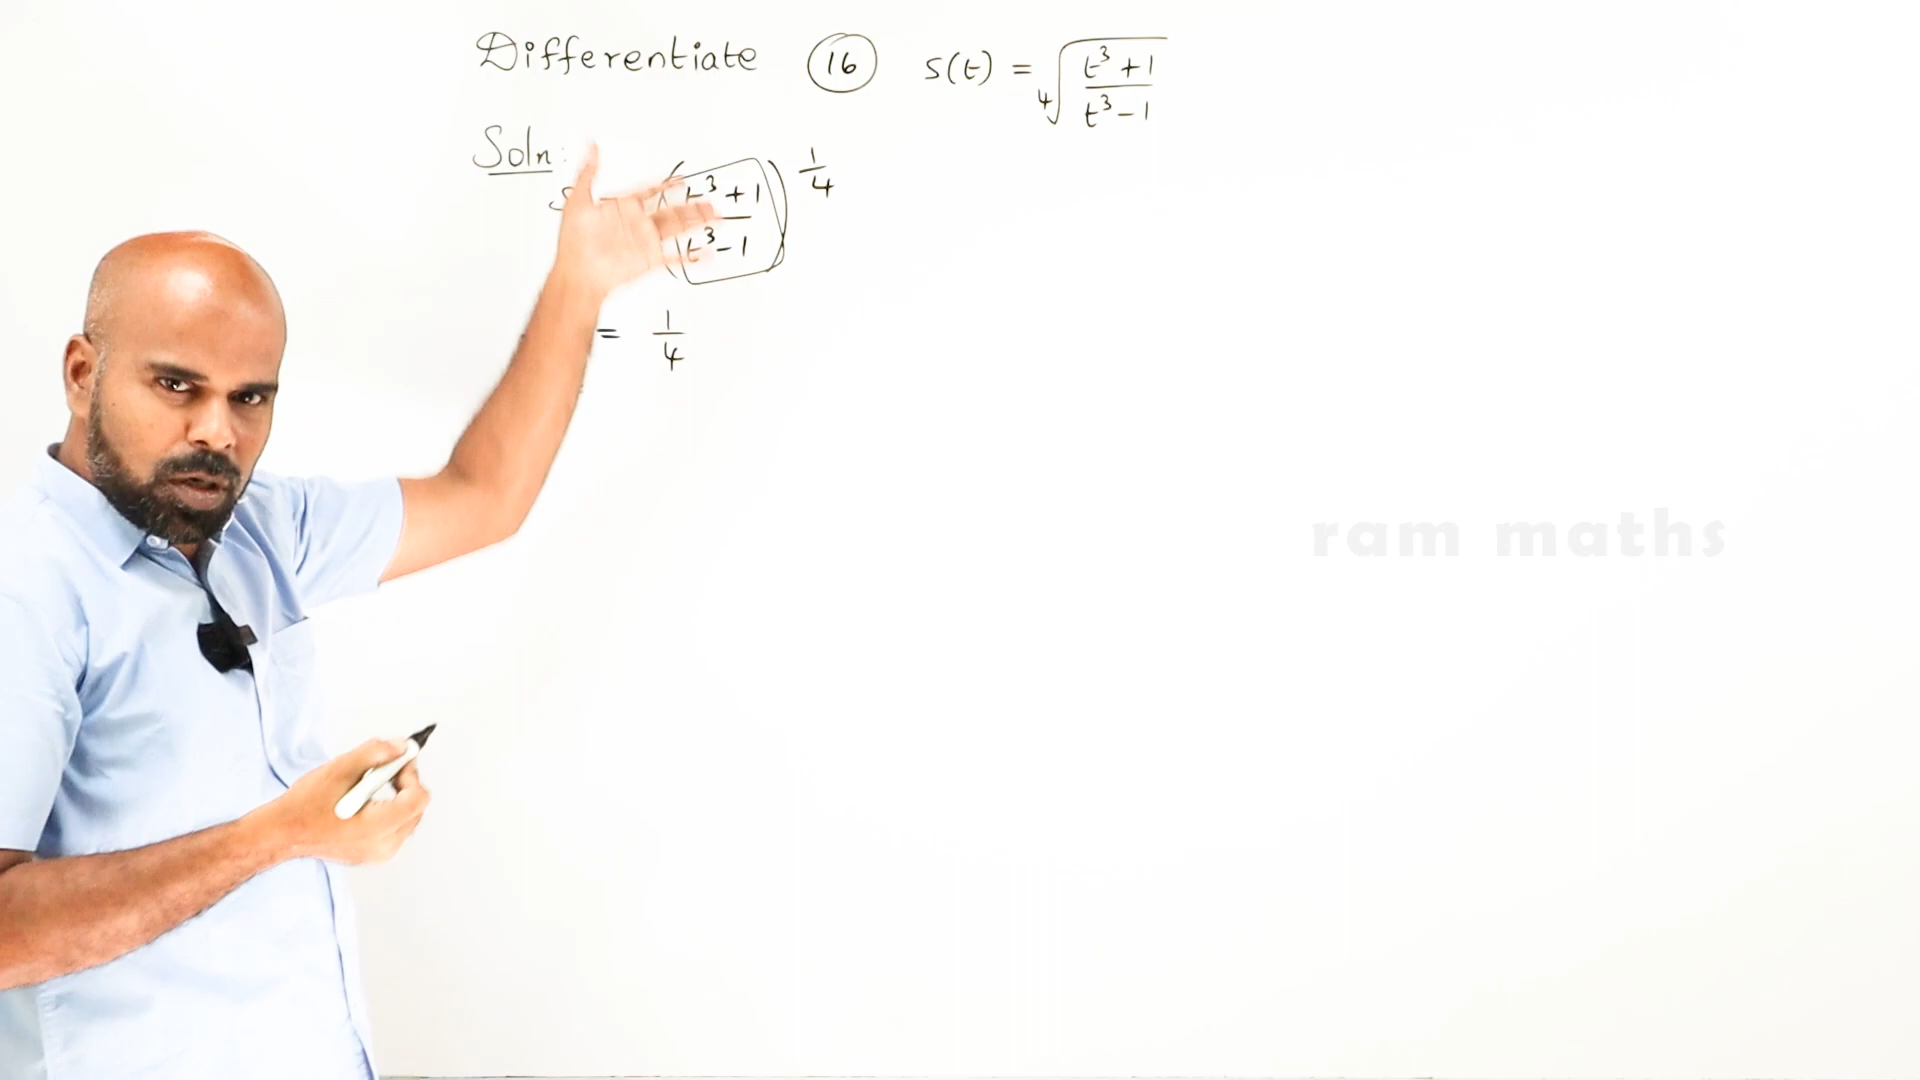 Differentiate (16) s(t) = ⁴√((t³+1)/(t³-1))
Soln:
s (t³+1)/(t³-1))^(1/4)
= 1/4
ram maths